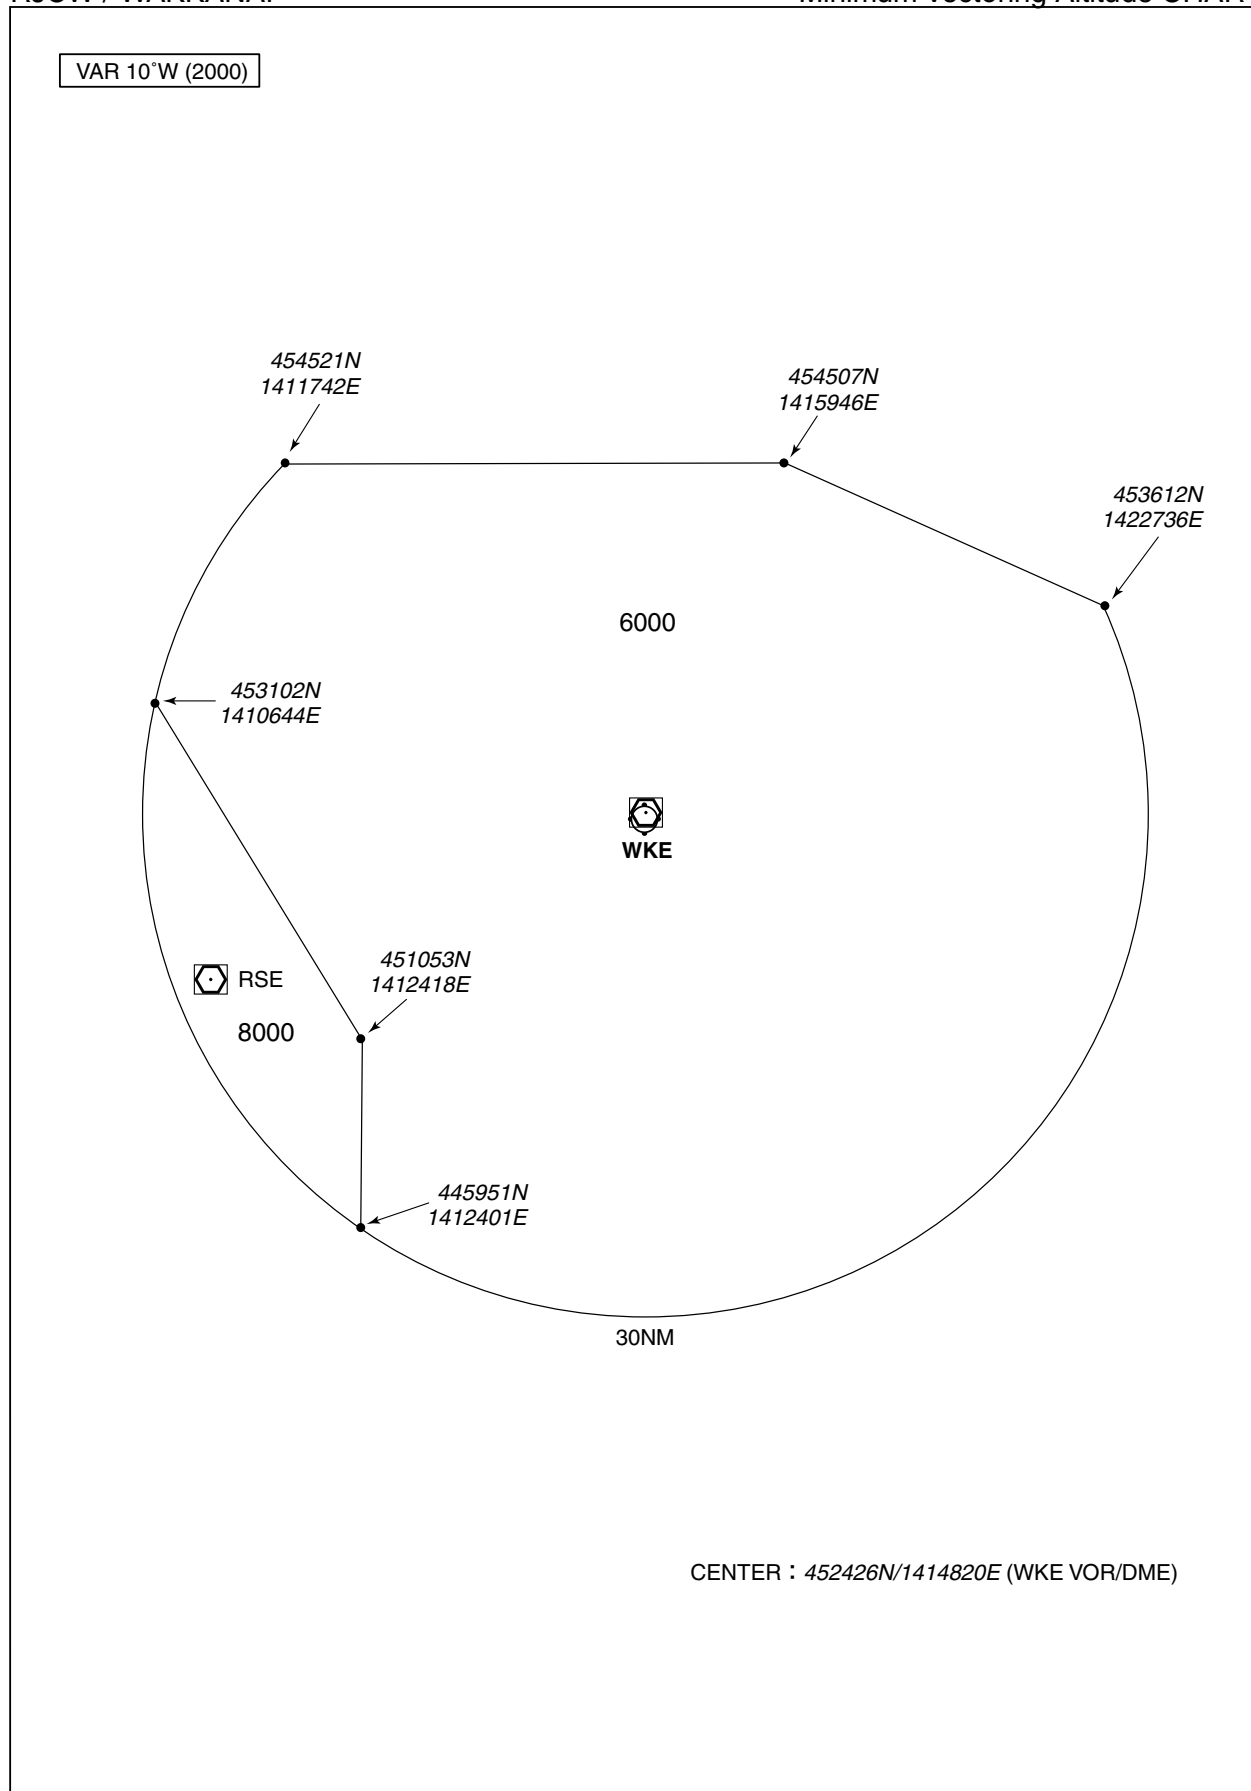 VAR 10°W (2000)
454521N
1411742E
454507N
1415946E
453612N
1422736E
6000
453102N
1410644E
WKE
451053N
1412418E
RSE
8000
445951N
1412401E
30NM
CENTER : 452426N/1414820E (WKE VOR/DME)